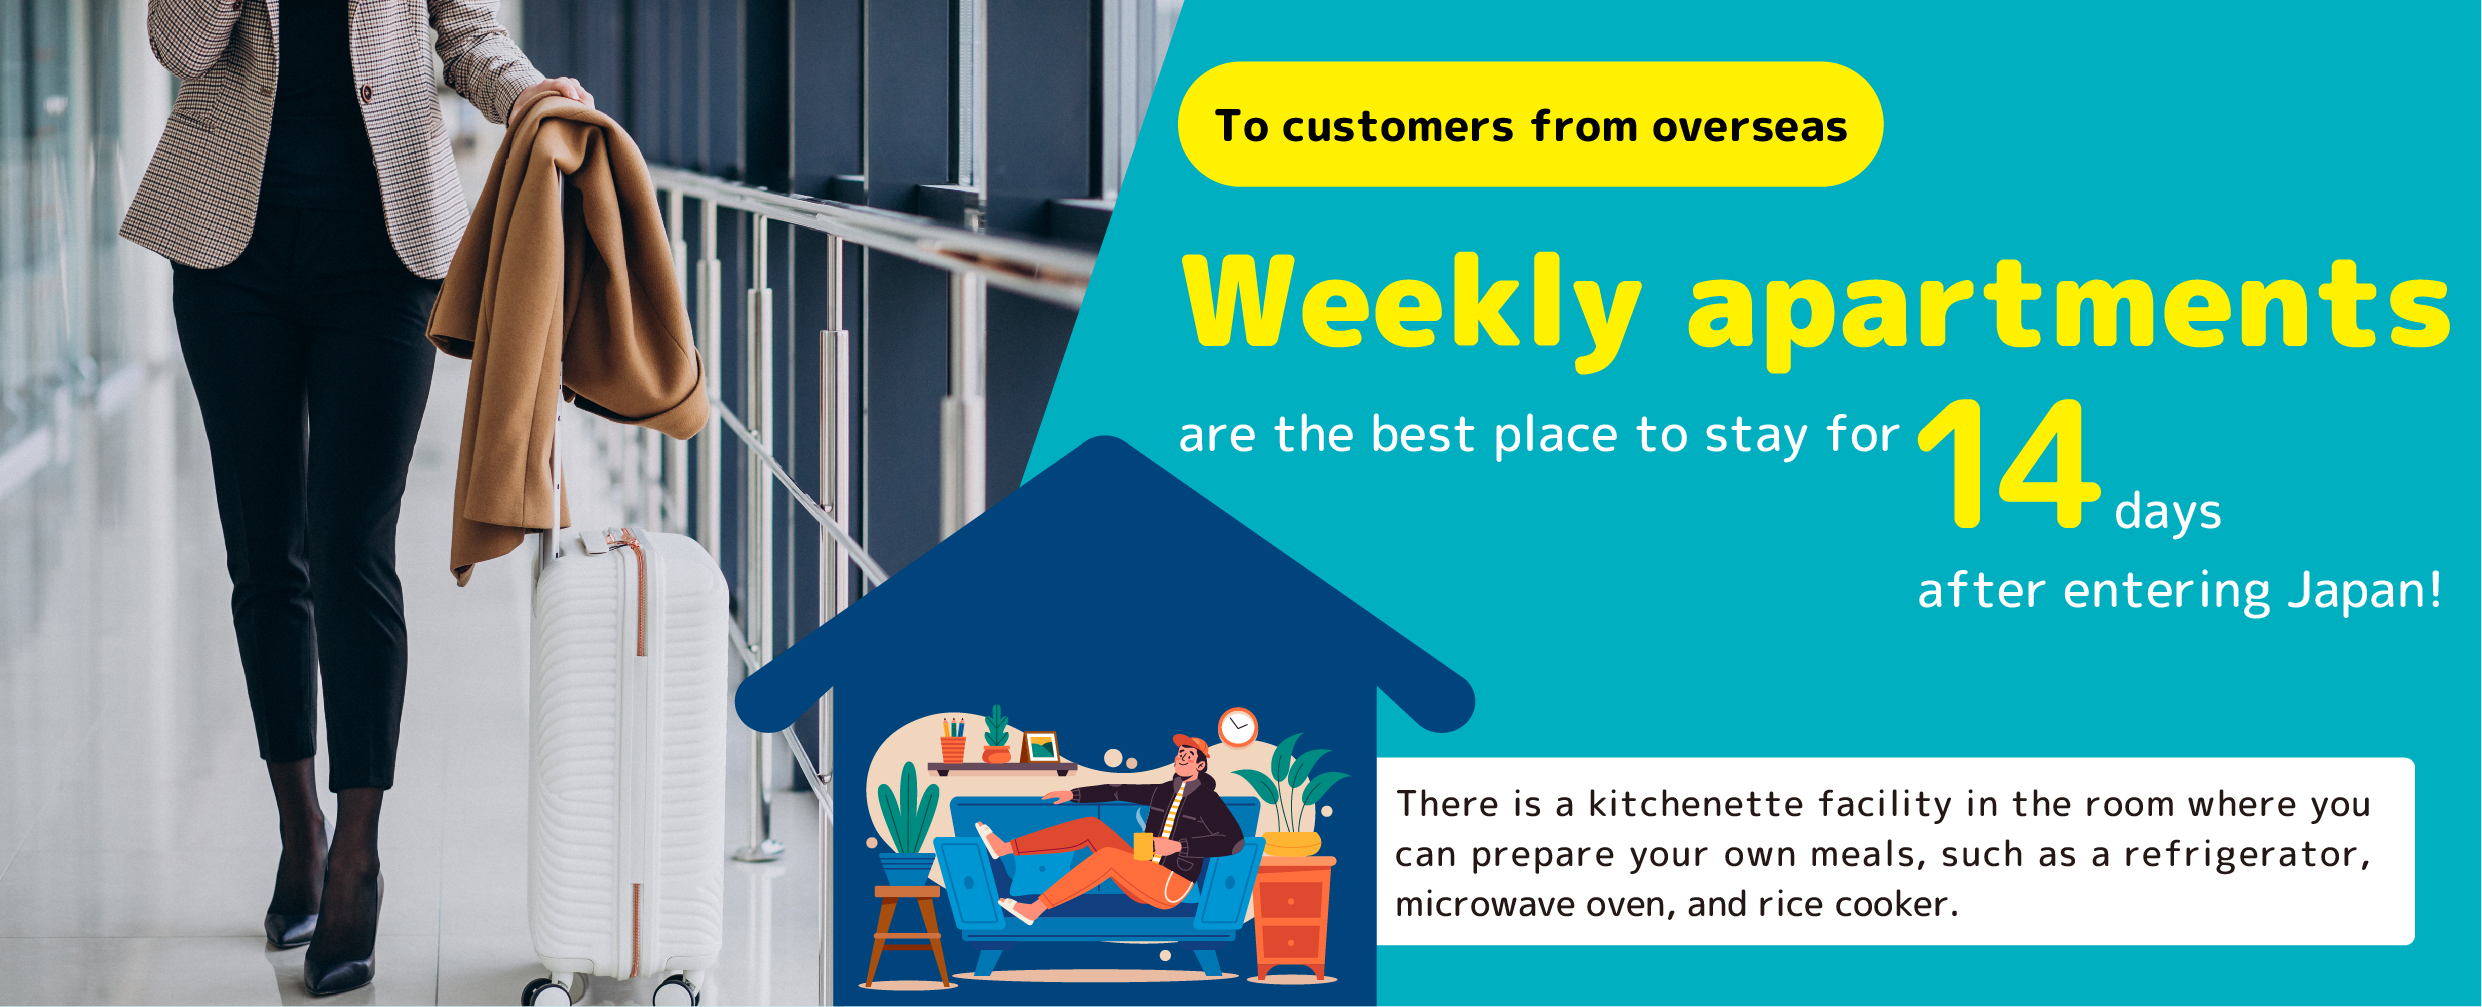 To customers from overseas
Weekly apartments
are the best place to stay for 14 days
after entering Japan!
There is a kitchenette facility in the room where you
can prepare your own meals, such as a refrigerator,
microwave oven, and rice cooker.